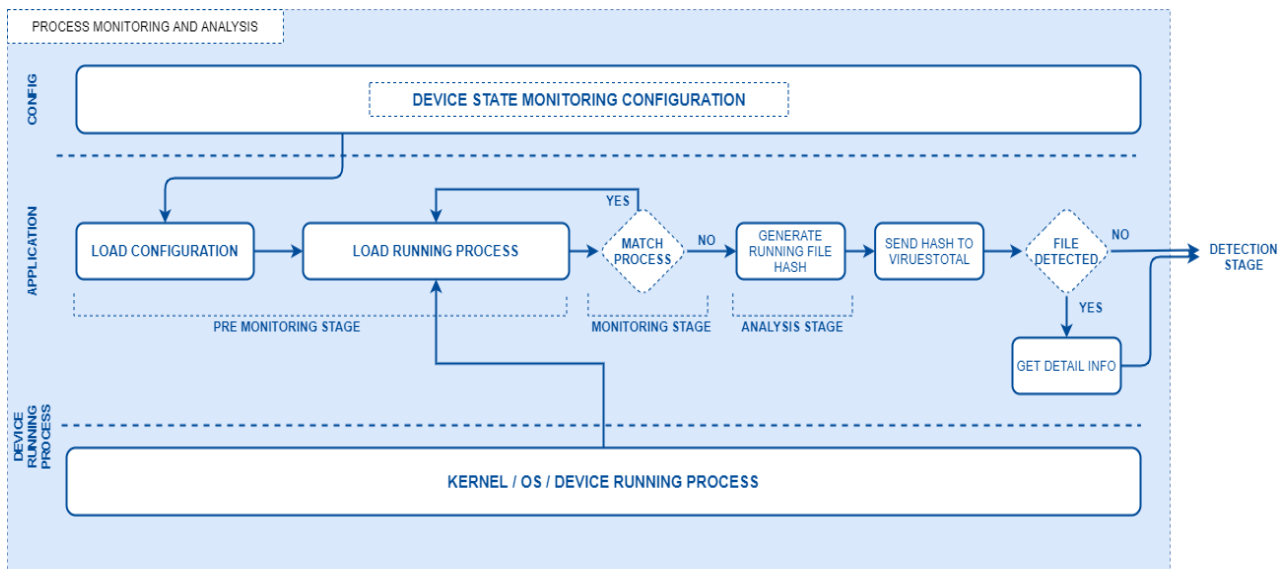 PROCESS MONITORING AND ANALYSIS
CONFIG
DEVICE STATE MONITORING CONFIGURATION
APPLICATION
YES
LOAD CONFIGURATION
LOAD RUNNING PROCESS
MATCH
PROCESS
NO
GENERATE
RUNNING FILE
HASH
SEND HASH TO
VIRUESTOTAL
FILE
DETECTED
NO
DETECTION
STAGE
YES
PRE MONITORING STAGE
MONITORING STAGE
ANALYSIS STAGE
GET DETAIL INFO
DEVICE
RUNNING
PROCESS
KERNEL / OS / DEVICE RUNNING PROCESS